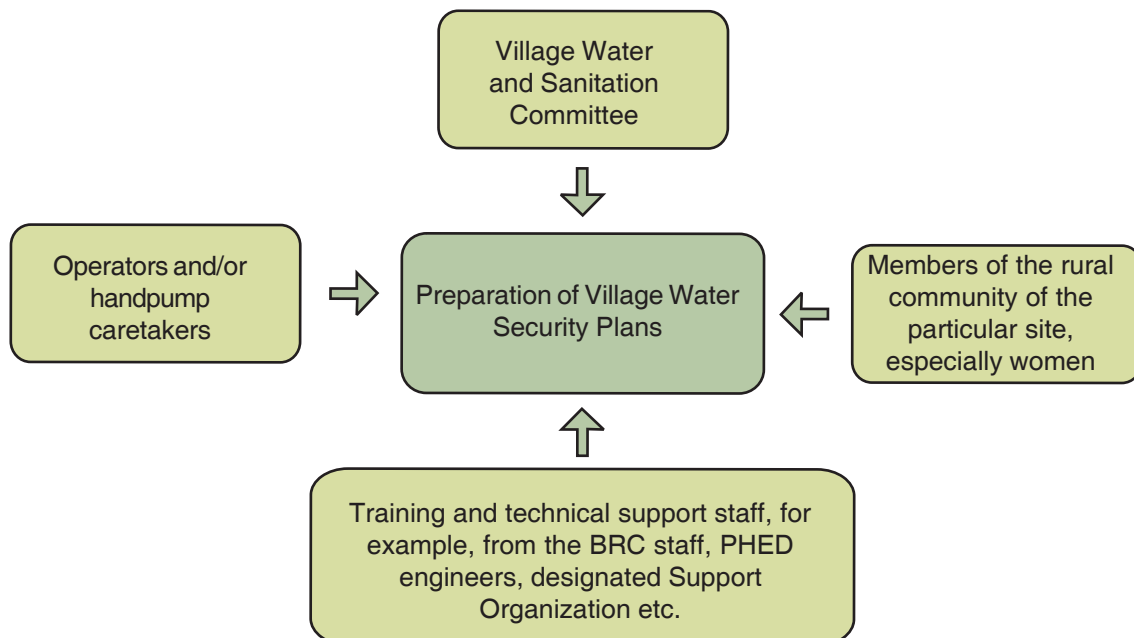 Village Water
and Sanitation
Committee
Operators and/or
handpump
caretakers
Preparation of Village Water
Security Plans
Members of the rural
community of the
particular site,
especially women
Training and technical support staff, for
example, from the BRC staff, PHED
engineers, designated Support
Organization etc.